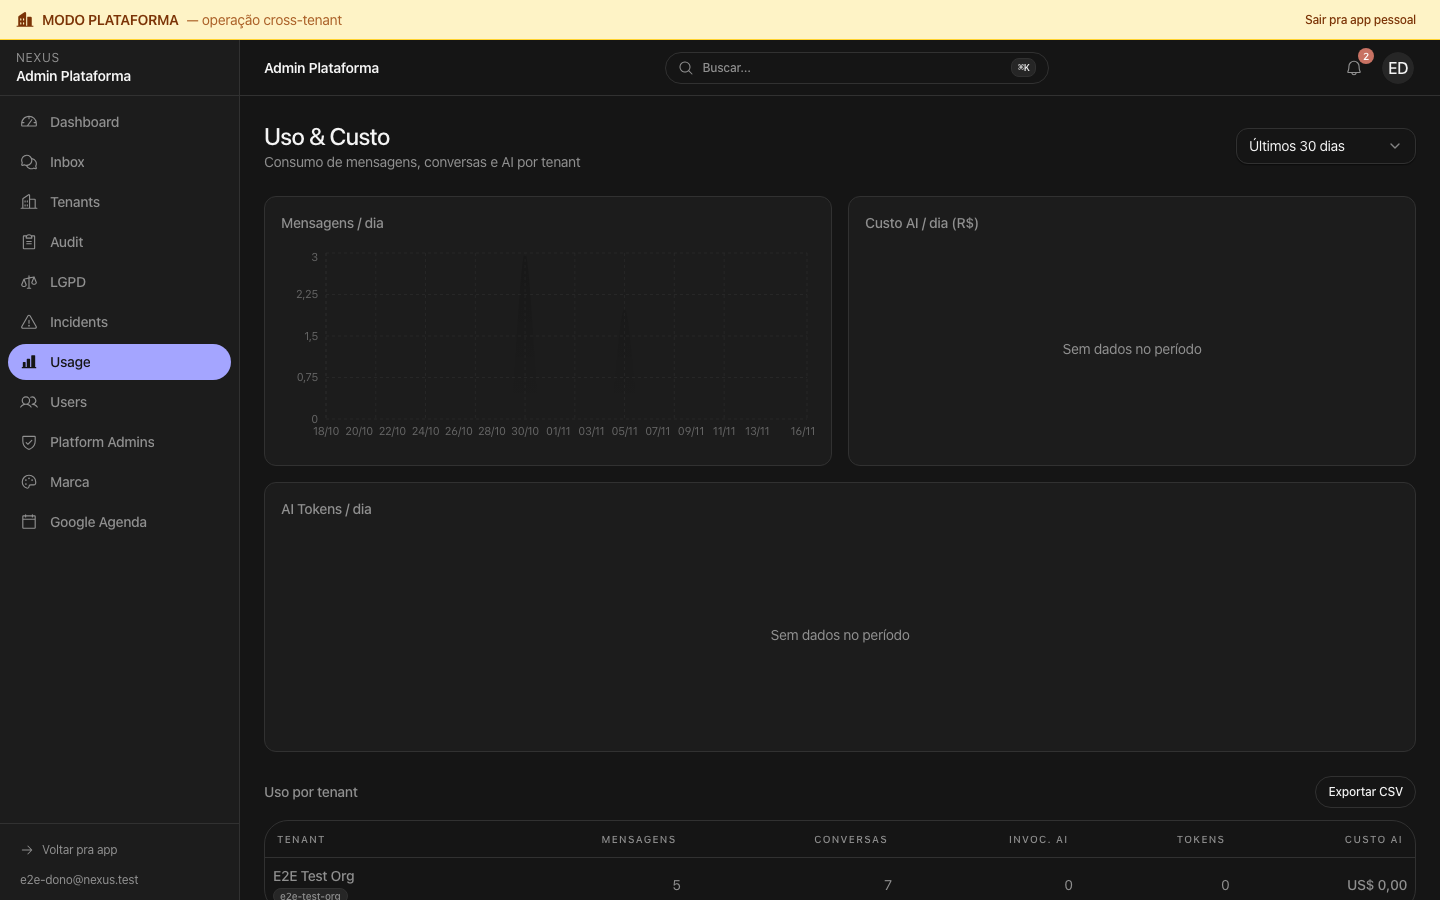 MODO PLATAFORMA — operação cross-tenant
Sair pra app pessoal
NEXUS
Admin Plataforma
Admin Plataforma
Buscar...
⌘K
2
ED
Dashboard
Inbox
Tenants
Audit
LGPD
Incidents
Usage
Users
Platform Admins
Marca
Google Agenda
Voltar pra app
e2e-dono@nexus.test
Uso & Custo
Consumo de mensagens, conversas e AI por tenant
Últimos 30 dias
Mensagens / dia
3
2,25
1,5
0,75
0
18/10 20/10 22/10 24/10 26/10 28/10 30/10 01/11 03/11 05/11 07/11 09/11 11/11 13/11 16/11
Custo AI / dia (R$)
Sem dados no período
AI Tokens / dia
Sem dados no período
Uso por tenant
Exportar CSV
TENANT MENSAGENS CONVERSAS INVOC. AI TOKENS CUSTO AI
E2E Test Org 5 7 0 0 US$ 0,00
e2e-test-org